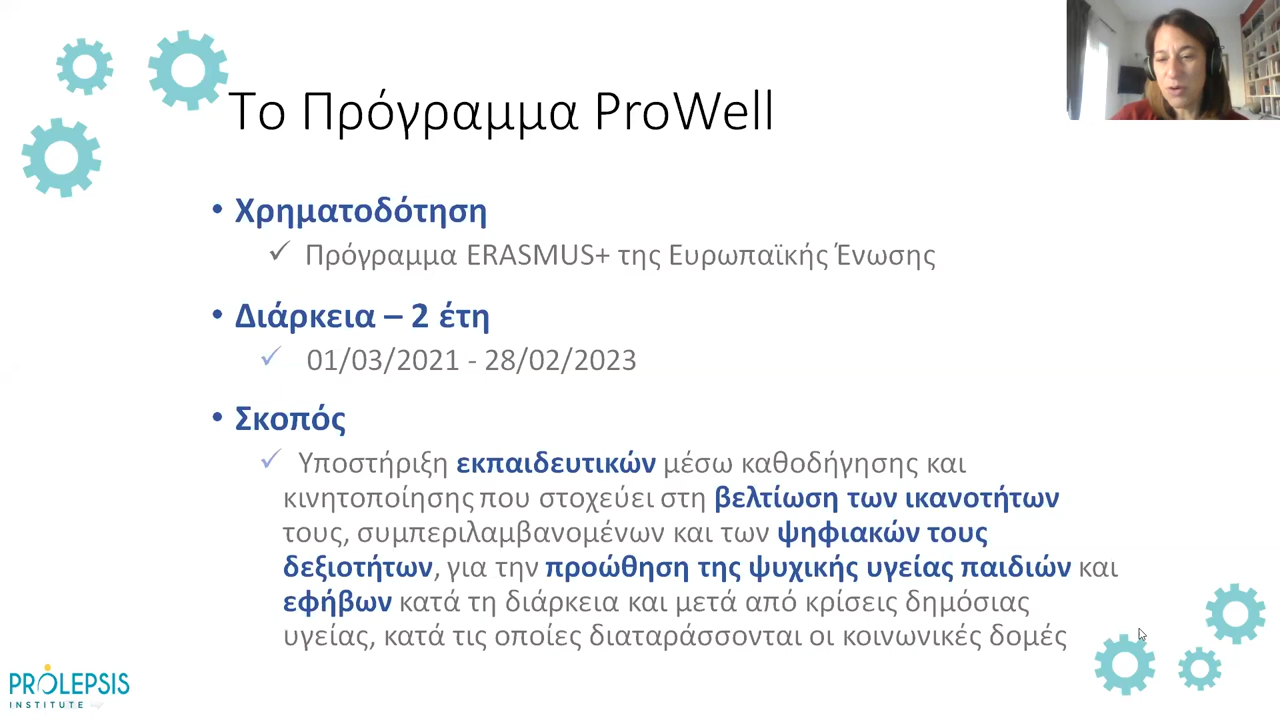 Το Πρόγραμμα ProWell
• Χρηματοδότηση
✓ Πρόγραμμα ERASMUS+ της Ευρωπαϊκής Ένωσης
• Διάρκεια – 2 έτη
✓ 01/03/2021 - 28/02/2023
• Σκοπός
✓ Υποστήριξη εκπαιδευτικών μέσω καθοδήγησης και
κινητοποίησης που στοχεύει στη βελτίωση των ικανοτήτων
τους, συμπεριλαμβανομένων και των ψηφιακών τους
δεξιοτήτων, για την προώθηση της ψυχικής υγείας παιδιών και
εφήβων κατά τη διάρκεια και μετά από κρίσεις δημόσιας
υγείας, κατά τις οποίες διαταράσσονται οι κοινωνικές δομές
PROLEPSIS
INSTITUTE